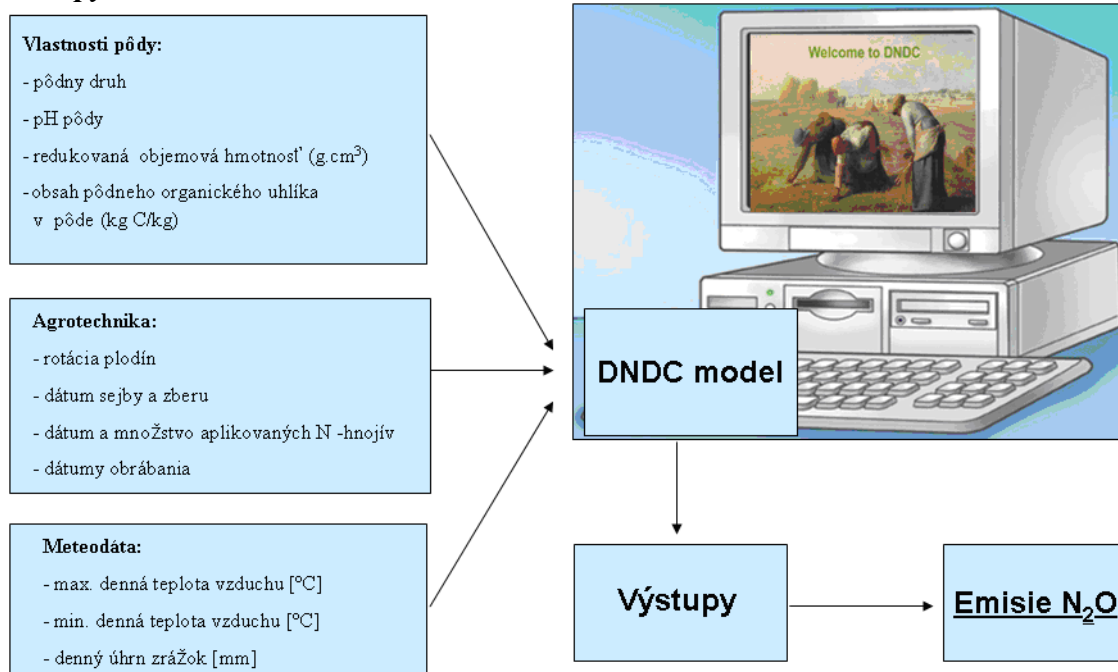 Vlastnosti pôdy:
- pôdny druh
- pH pôdy
- redukovaná objemová hmotnosť (g.cm³)
- obsah pôdneho organického uhlíka
v pôde (kg C/kg)
Agrotechnika:
- rotácia plodín
- dátum sejby a zberu
- dátum a množstvo aplikovaných N -hnojív
- dátumy obrábania
Meteodáta:
- max. denná teplota vzduchu [°C]
- min. denná teplota vzduchu [°C]
- denný úhrn zrážok [mm]
Welcome to DNDC
DNDC model
Výstupy
Emisie N₂O